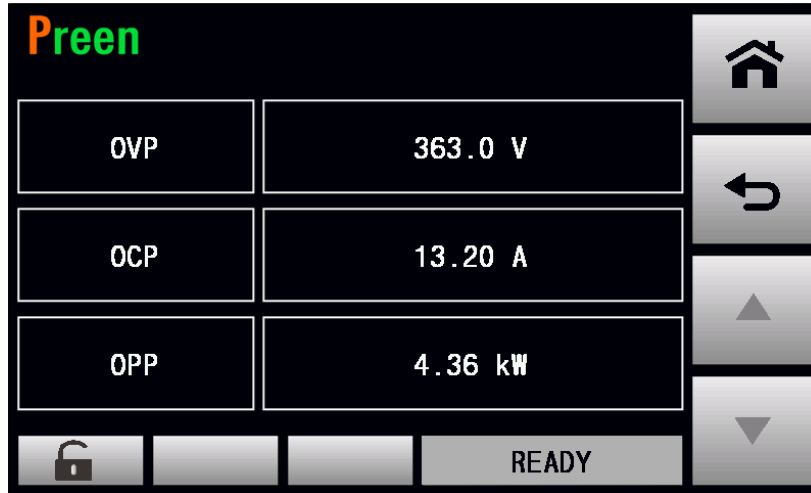 Preen
OVP 363.0 V
OCP 13.20 A
OPP 4.36 kW
READY